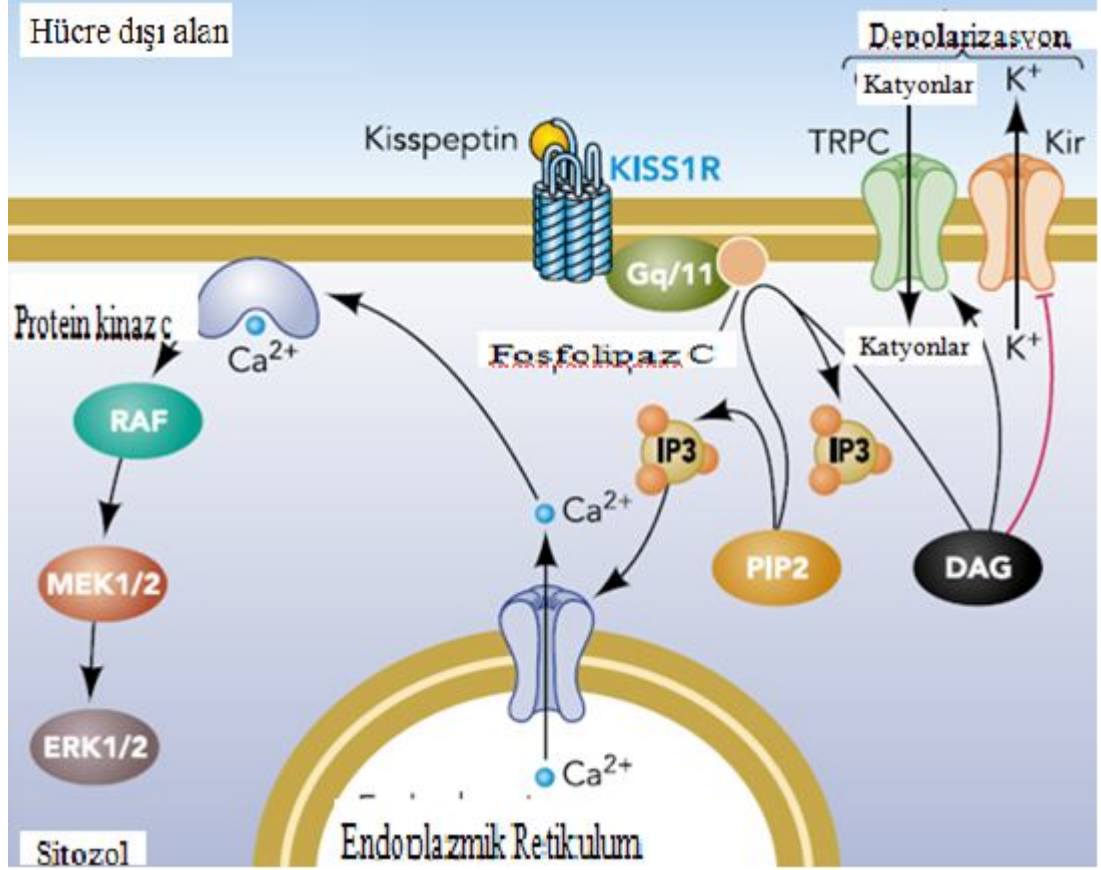 Hücre dışı alan
Depolarizasyon
Katyonlar
K+
Kisspeptin
TRPC
Kir
KISS1R
Gq/11
Protein kinaz ç
Ca2+
Fosfolipaz C
Katyonlar
K+
RAF
IP3
IP3
Ca2+
MEK1/2
PIP2
DAG
ERK1/2
Ca2+
Endoplazmik Retikulum
Sitozol